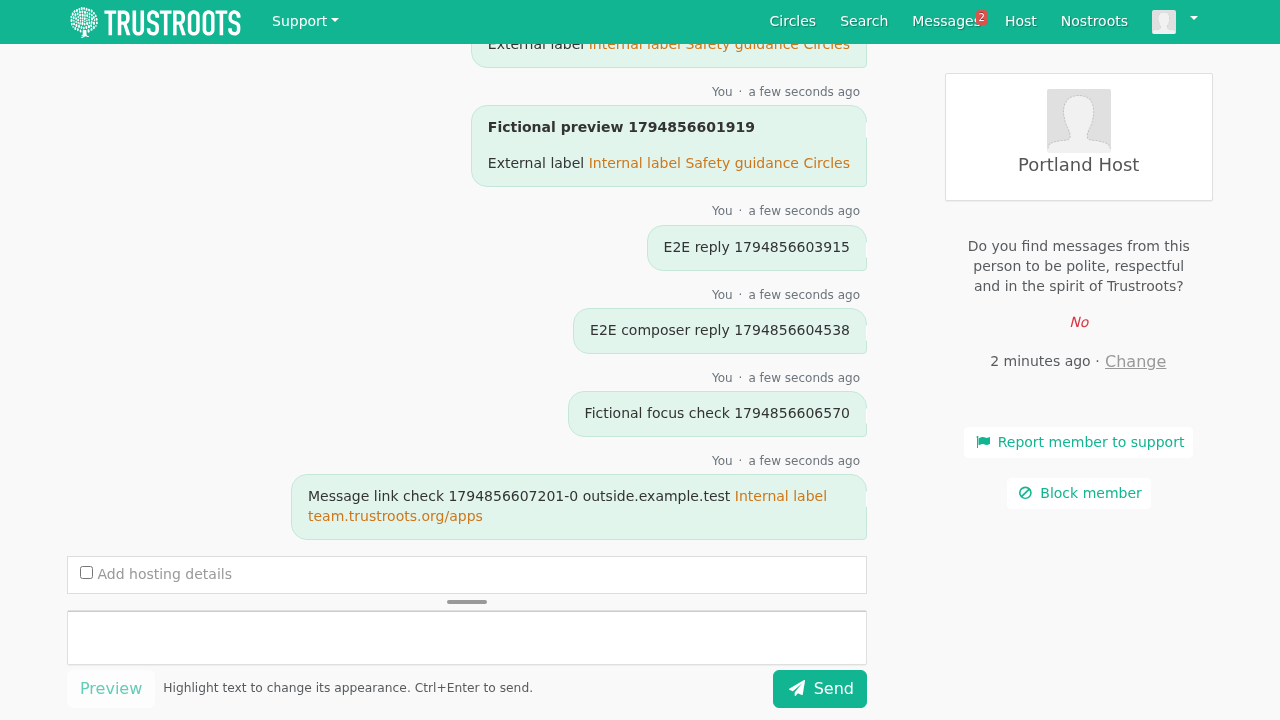 TRUSTROOTS
Support
Circles
Search
Messages
2
Host
Nostroots
External label Internal label Safety guidance Circles
You · a few seconds ago
Fictional preview 1794856601919
External label Internal label Safety guidance Circles
You · a few seconds ago
E2E reply 1794856603915
You · a few seconds ago
E2E composer reply 1794856604538
You · a few seconds ago
Fictional focus check 1794856606570
You · a few seconds ago
Message link check 1794856607201-0 outside.example.test Internal label
team.trustroots.org/apps
Add hosting details
Preview
Highlight text to change its appearance. Ctrl+Enter to send.
Send
Portland Host
Do you find messages from this
person to be polite, respectful
and in the spirit of Trustroots?
No
2 minutes ago · Change
Report member to support
Block member